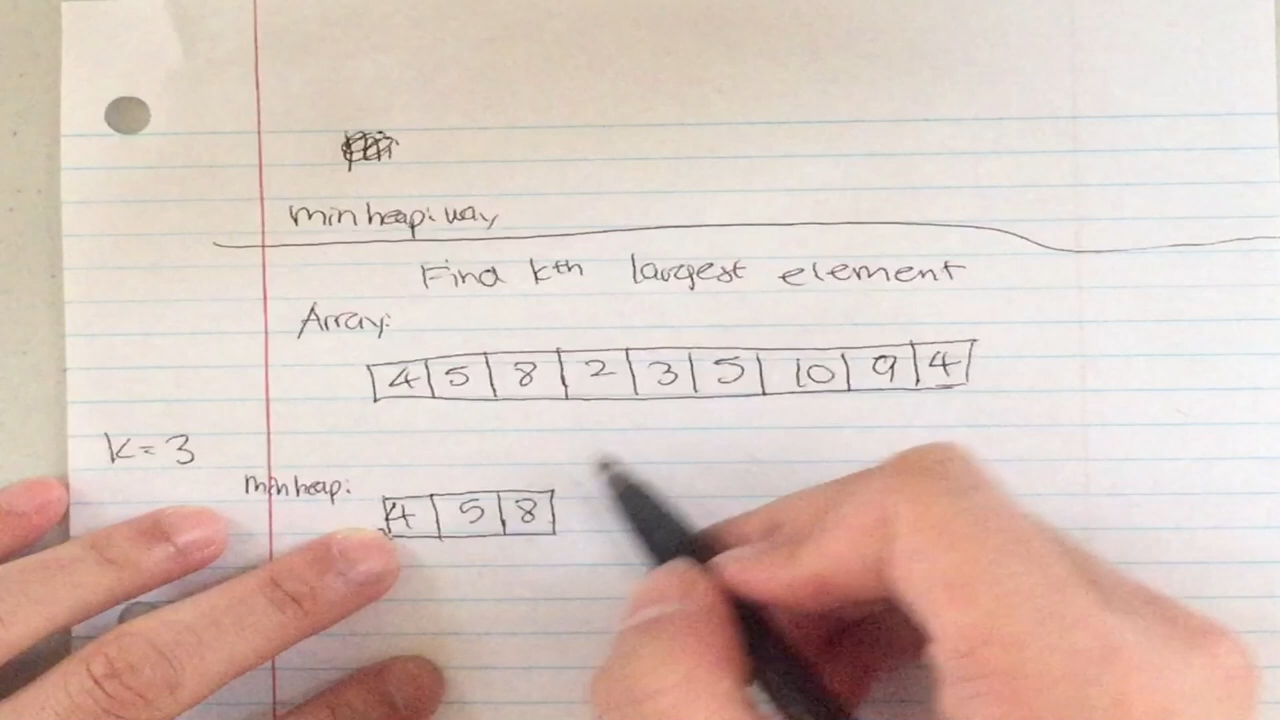 min heap: way
Find kth largest element
Array:
4 5 8 2 3 5 10 9 4
k = 3
min heap:
4 5 8